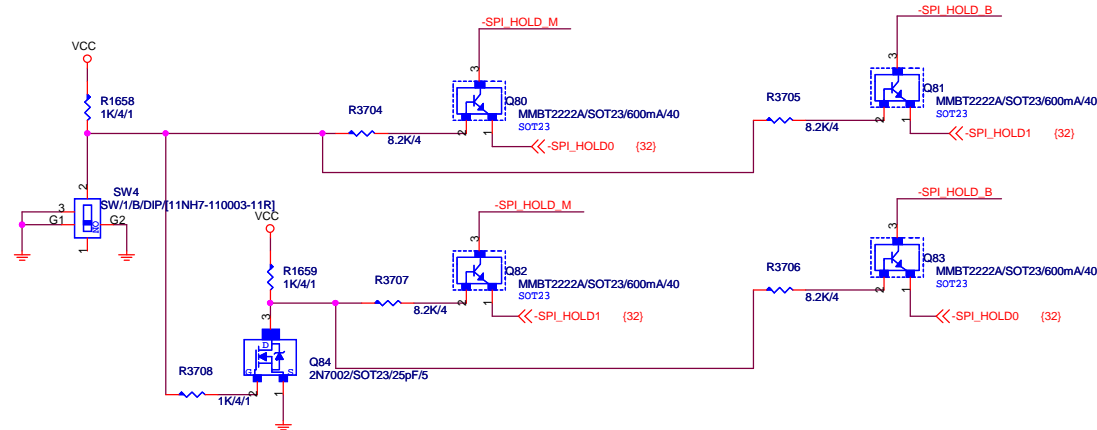 -SPI_HOLD_M
-SPI_HOLD_B
VCC
R1658
1K/4/1
3
Q80
MMBT2222A/SOT23/600mA/40
SOT23
R3704
8.2K/4
2
1
-SPI_HOLD0 {32}
3
Q81
MMBT2222A/SOT23/600mA/40
SOT23
R3705
8.2K/4
2
1
-SPI_HOLD1 {32}
2
SW4
SW/1/B/DIP/[11NH7-110003-11R]
3
G1
G2
NO
1
VCC
R1659
1K/4/1
-SPI_HOLD_M
3
Q82
MMBT2222A/SOT23/600mA/40
SOT23
R3707
8.2K/4
2
1
-SPI_HOLD1 {32}
-SPI_HOLD_B
3
Q83
MMBT2222A/SOT23/600mA/40
R3706
8.2K/4
2
1
-SPI_HOLD0 {32}
3
D
G
S
Q84
2N7002/SOT23/25pF/5
R3708
1K/4/1
2
1